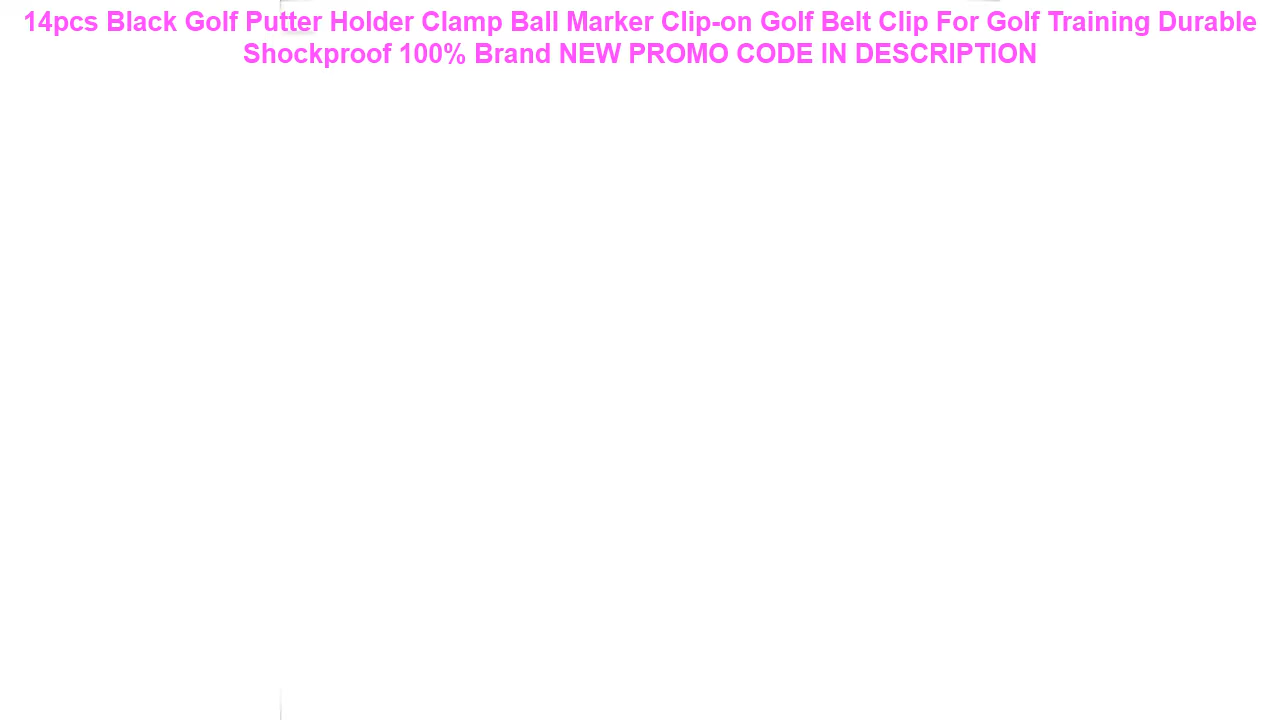 14pcs Black Golf Putter Holder Clamp Ball Marker Clip-on Golf Belt Clip For Golf Training Durable
Shockproof 100% Brand NEW PROMO CODE IN DESCRIPTION